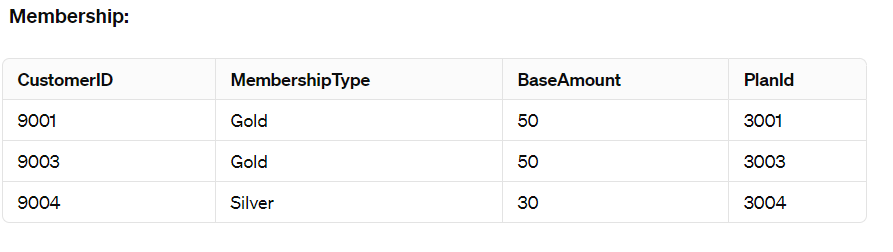 Membership:
CustomerID MembershipType BaseAmount PlanId
9001 Gold 50 3001
9003 Gold 50 3003
9004 Silver 30 3004